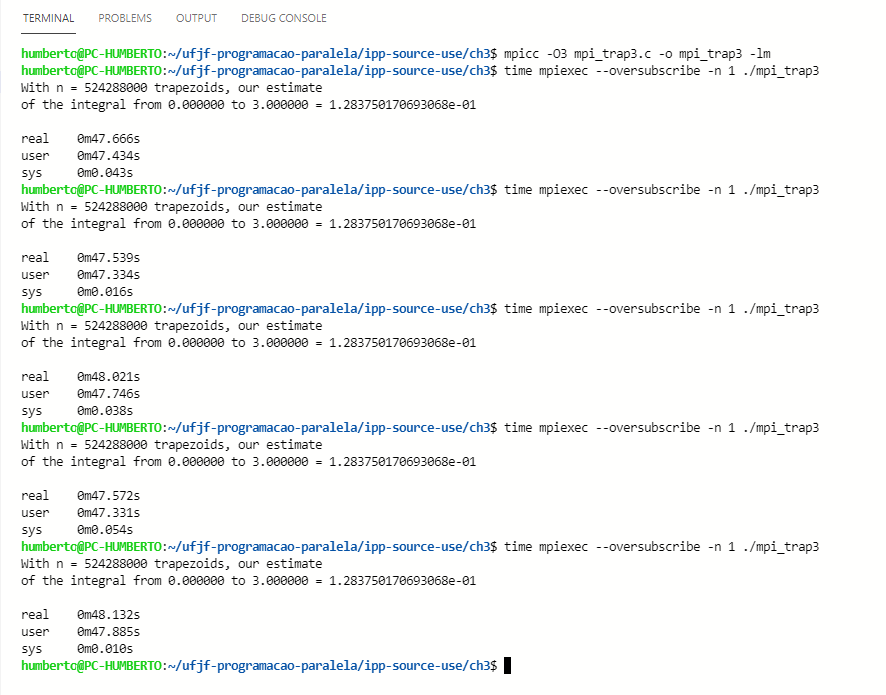 TERMINAL PROBLEMS OUTPUT DEBUG CONSOLE
humberto@PC-HUMBERTO:~/ufjf-programacao-paralela/ipp-source-use/ch3$ mpicc -O3 mpi_trap3.c -o mpi_trap3 -lm
humberto@PC-HUMBERTO:~/ufjf-programacao-paralela/ipp-source-use/ch3$ time mpiexec --oversubscribe -n 1 ./mpi_trap3
With n = 524288000 trapezoids, our estimate
of the integral from 0.000000 to 3.000000 = 1.283750170693068e-01
real 0m47.666s
user 0m47.434s
sys 0m0.043s
humberto@PC-HUMBERTO:~/ufjf-programacao-paralela/ipp-source-use/ch3$ time mpiexec --oversubscribe -n 1 ./mpi_trap3
With n = 524288000 trapezoids, our estimate
of the integral from 0.000000 to 3.000000 = 1.283750170693068e-01
real 0m47.539s
user 0m47.334s
sys 0m0.016s
humberto@PC-HUMBERTO:~/ufjf-programacao-paralela/ipp-source-use/ch3$ time mpiexec --oversubscribe -n 1 ./mpi_trap3
With n = 524288000 trapezoids, our estimate
of the integral from 0.000000 to 3.000000 = 1.283750170693068e-01
real 0m48.021s
user 0m47.746s
sys 0m0.038s
humberto@PC-HUMBERTO:~/ufjf-programacao-paralela/ipp-source-use/ch3$ time mpiexec --oversubscribe -n 1 ./mpi_trap3
With n = 524288000 trapezoids, our estimate
of the integral from 0.000000 to 3.000000 = 1.283750170693068e-01
real 0m47.572s
user 0m47.331s
sys 0m0.054s
humberto@PC-HUMBERTO:~/ufjf-programacao-paralela/ipp-source-use/ch3$ time mpiexec --oversubscribe -n 1 ./mpi_trap3
With n = 524288000 trapezoids, our estimate
of the integral from 0.000000 to 3.000000 = 1.283750170693068e-01
real 0m48.132s
user 0m47.885s
sys 0m0.010s
humberto@PC-HUMBERTO:~/ufjf-programacao-paralela/ipp-source-use/ch3$